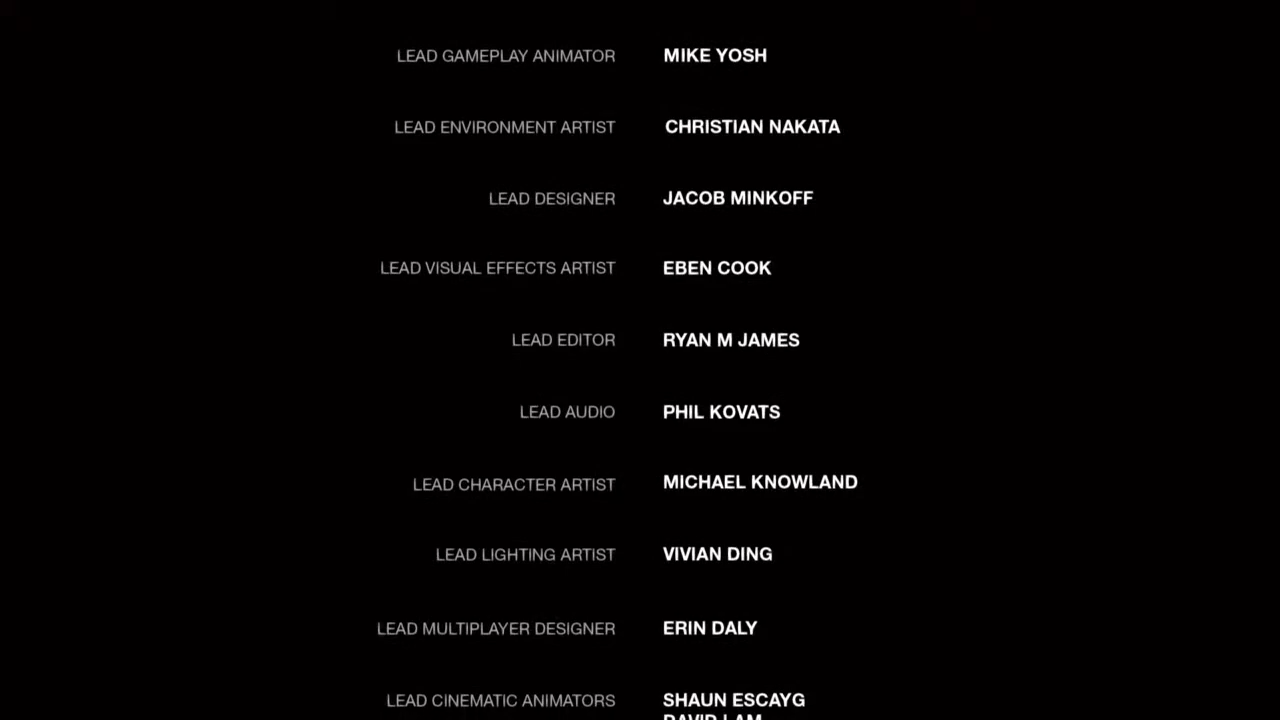 LEAD GAMEPLAY ANIMATOR MIKE YOSH
LEAD ENVIRONMENT ARTIST CHRISTIAN NAKATA
LEAD DESIGNER JACOB MINKOFF
LEAD VISUAL EFFECTS ARTIST EBEN COOK
LEAD EDITOR RYAN M JAMES
LEAD AUDIO PHIL KOVATS
LEAD CHARACTER ARTIST MICHAEL KNOWLAND
LEAD LIGHTING ARTIST VIVIAN DING
LEAD MULTIPLAYER DESIGNER ERIN DALY
LEAD CINEMATIC ANIMATORS SHAUN ESCAYG
DAVID LAM